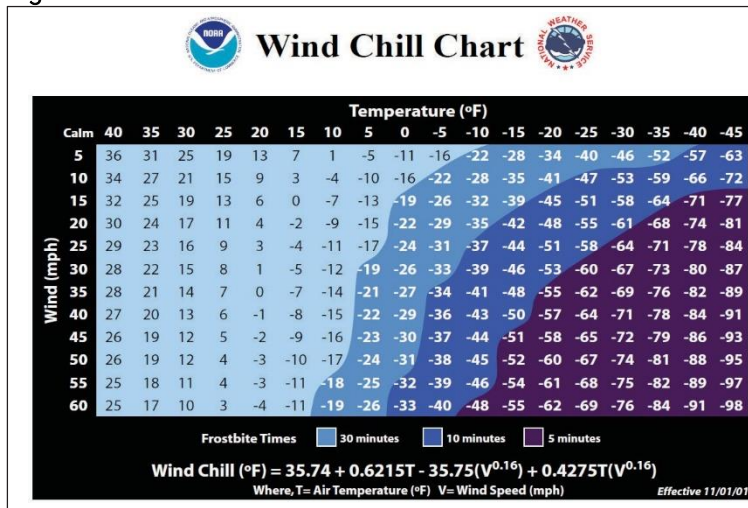 NOAA
Wind Chill Chart
NATIONAL WEATHER SERVICE
Temperature (ºF)
Calm 40 35 30 25 20 15 10 5 0 -5 -10 -15 -20 -25 -30 -35 -40 -45
5 36 31 25 19 13 7 1 -5 -11 -16 -22 -28 -34 -40 -46 -52 -57 -63
10 34 27 21 15 9 3 -4 -10 -16 -22 -28 -35 -41 -47 -53 -59 -66 -72
15 32 25 19 13 6 0 -7 -13 -19 -26 -32 -39 -45 -51 -58 -64 -71 -77
20 30 24 17 11 4 -2 -9 -15 -22 -29 -35 -42 -48 -55 -61 -68 -74 -81
25 29 23 16 9 3 -4 -11 -17 -24 -31 -37 -44 -51 -58 -64 -71 -78 -84
30 28 22 15 8 1 -5 -12 -19 -26 -33 -39 -46 -53 -60 -67 -73 -80 -87
35 28 21 14 7 0 -7 -14 -21 -27 -34 -41 -48 -55 -62 -69 -76 -82 -89
40 27 20 13 6 -1 -8 -15 -22 -29 -36 -43 -50 -57 -64 -71 -78 -84 -91
45 26 19 12 5 -2 -9 -16 -23 -30 -37 -44 -51 -58 -65 -72 -79 -86 -93
50 26 19 12 4 -3 -10 -17 -24 -31 -38 -45 -52 -60 -67 -74 -81 -88 -95
55 25 18 11 4 -3 -11 -18 -25 -32 -39 -46 -54 -61 -68 -75 -82 -89 -97
60 25 17 10 3 -4 -11 -19 -26 -33 -40 -48 -55 -62 -69 -76 -84 -91 -98
Wind (mph)
Frostbite Times 30 minutes 10 minutes 5 minutes
Wind Chill (ºF) = 35.74 + 0.6215T - 35.75(V^0.16) + 0.4275T(V^0.16)
Where, T= Air Temperature (ºF) V= Wind Speed (mph) Effective 11/01/01